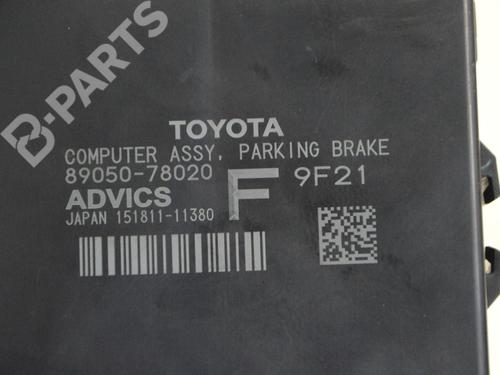 B-PARTS
TOYOTA
COMPUTER ASSY, PARKING BRAKE
89050-78020 F 9F21
ADVICS
JAPAN 151811-11380